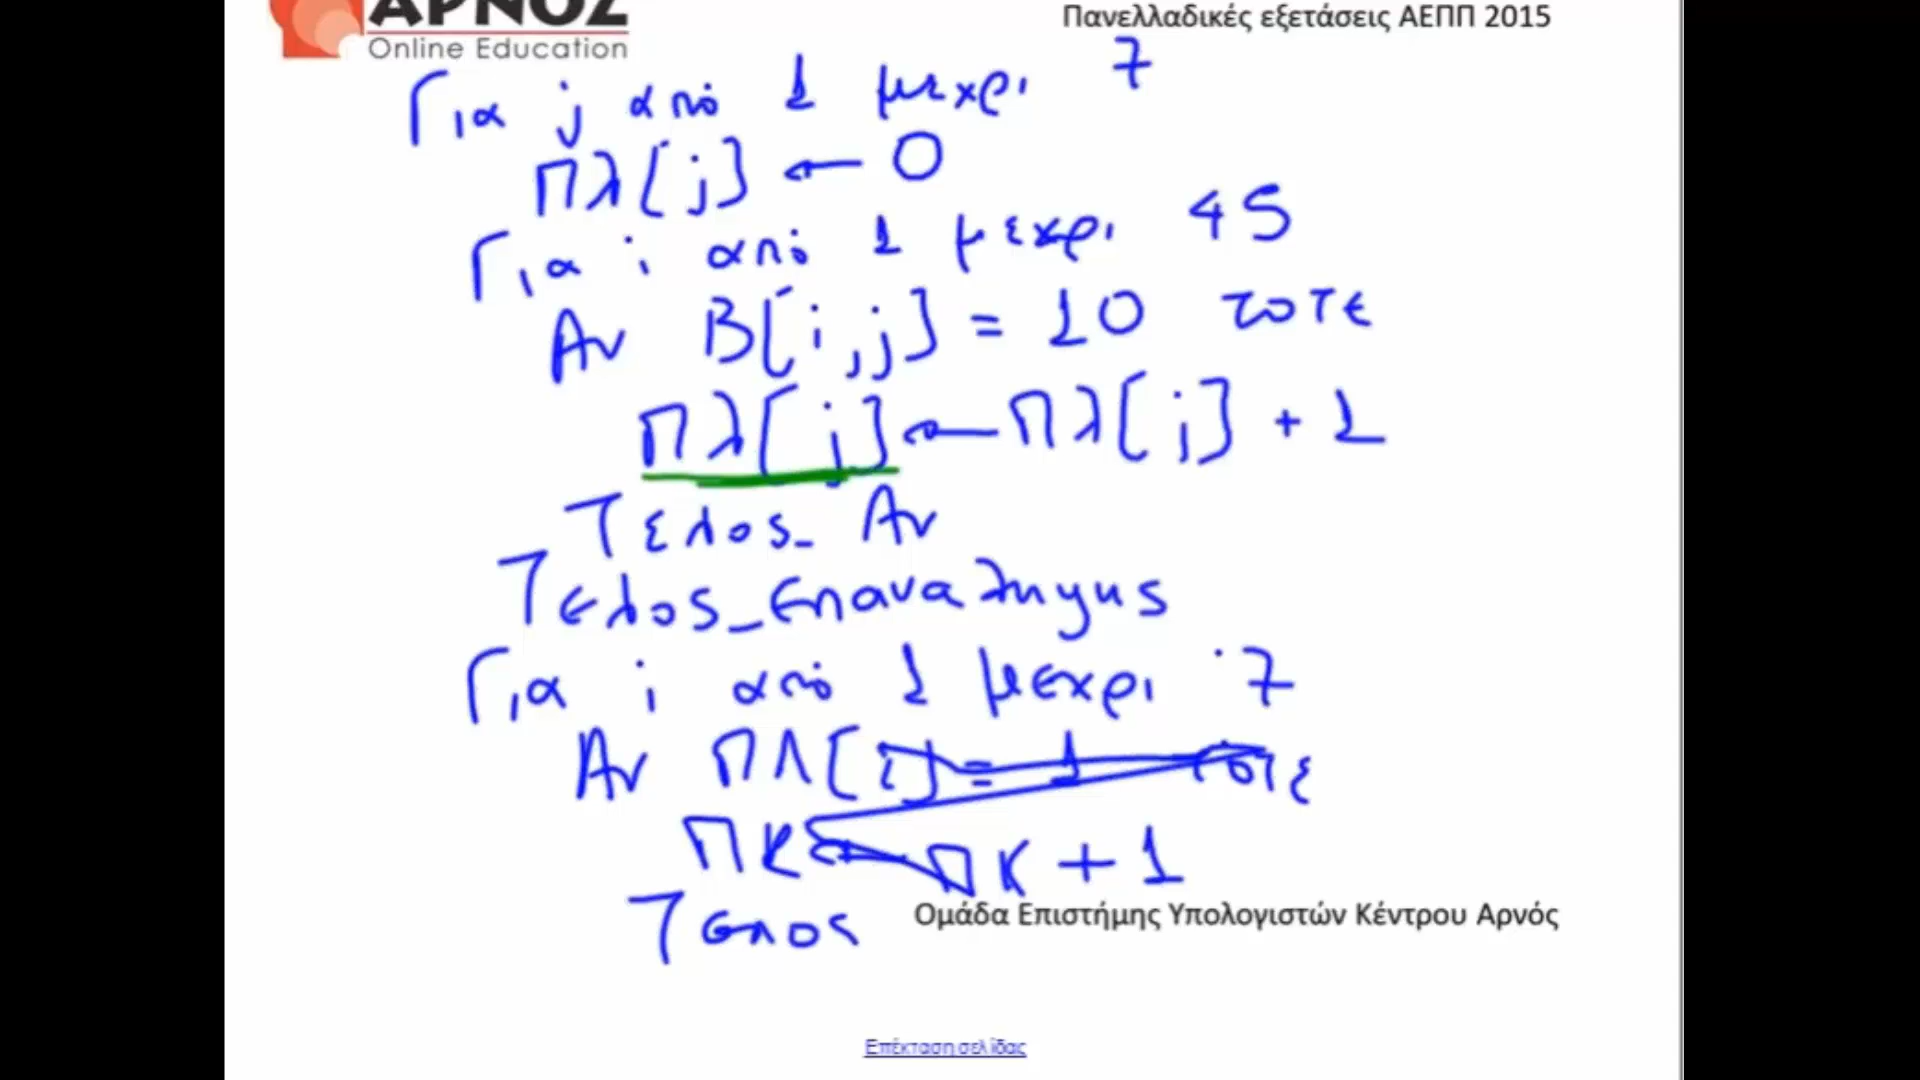 ΑΡΝΟΣ
Online Education
Πανελλαδικές εξετάσεις ΑΕΠΠ 2015
Για j από 1 μεχρι 7
Πλ[j] ← 0
Για i από 1 μεχρι 45
Αν Β[i,j] = 10 τοτε
Πλ[j] ← Πλ[j] + 1
Τελος_Αν
Τελος_Επαναληψης
Για i από 1 μεχρι 7
Αν ΠΛ[i] = 1 τοτε
ΠΚ ← ΠΚ + 1
Τελος
Ομάδα Επιστήμης Υπολογιστών Κέντρου Αρνός
Επέκταση σελίδας